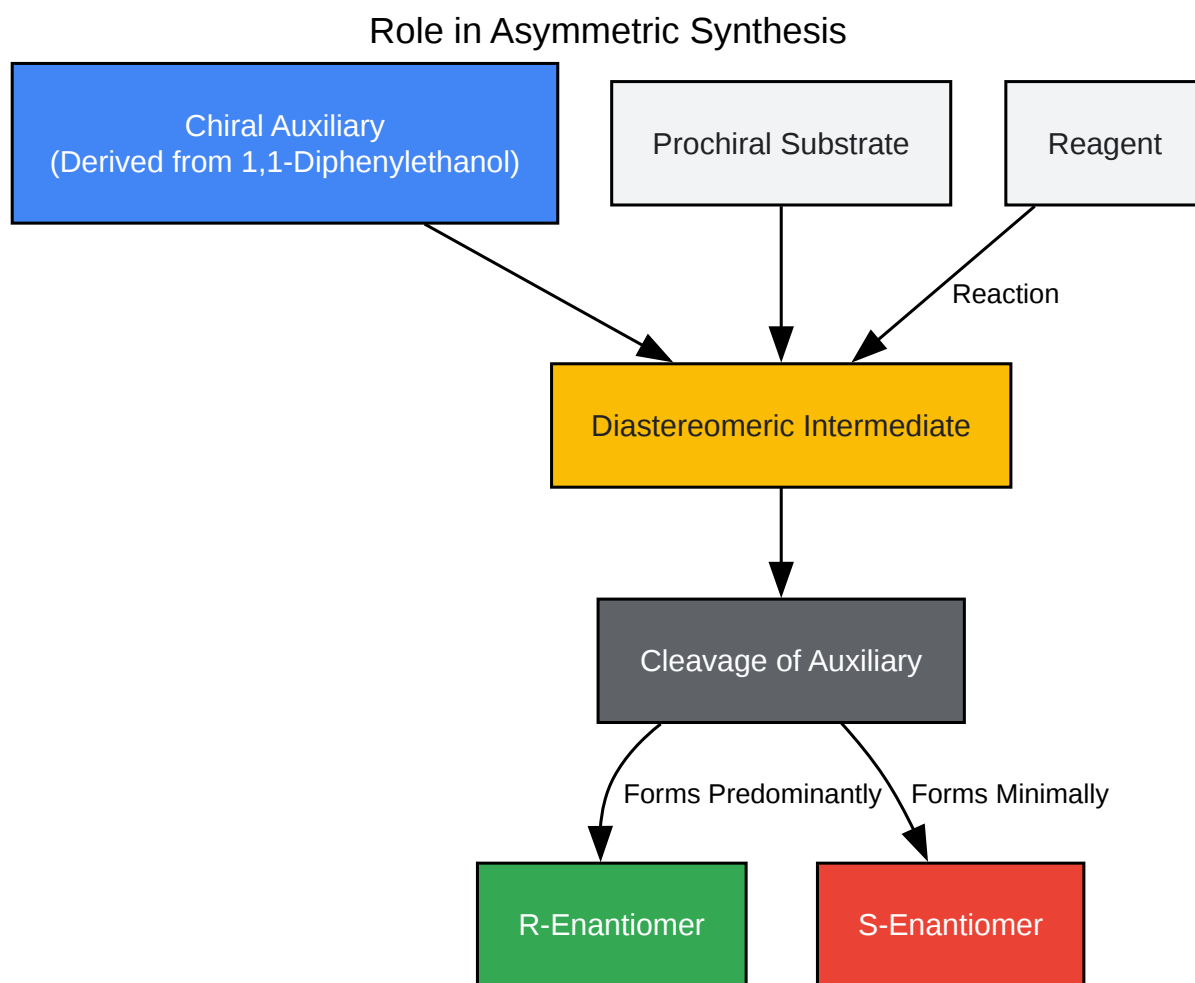 Role in Asymmetric Synthesis
Chiral Auxiliary
(Derived from 1,1-Diphenylethanol)
Prochiral Substrate
Reagent
Reaction
Diastereomeric Intermediate
Cleavage of Auxiliary
Forms Predominantly
Forms Minimally
R-Enantiomer
S-Enantiomer